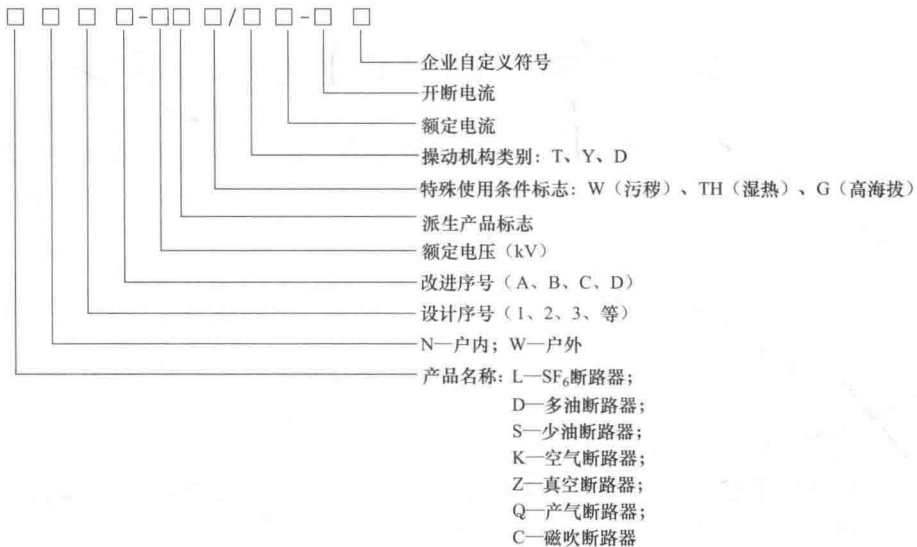 □ □ □ □-□□ □/□ □-□ □
企业自定义符号
开断电流
额定电流
操动机构类别：T、Y、D
特殊使用条件标志：W（污秽）、TH（湿热）、G（高海拔）
派生产品标志
额定电压（kV）
改进序号（A、B、C、D）
设计序号（1、2、3、等）
N—户内；W—户外
产品名称：L—SF₆断路器；
D—多油断路器；
S—少油断路器；
K—空气断路器；
Z—真空断路器；
Q—产气断路器；
C—磁吹断路器